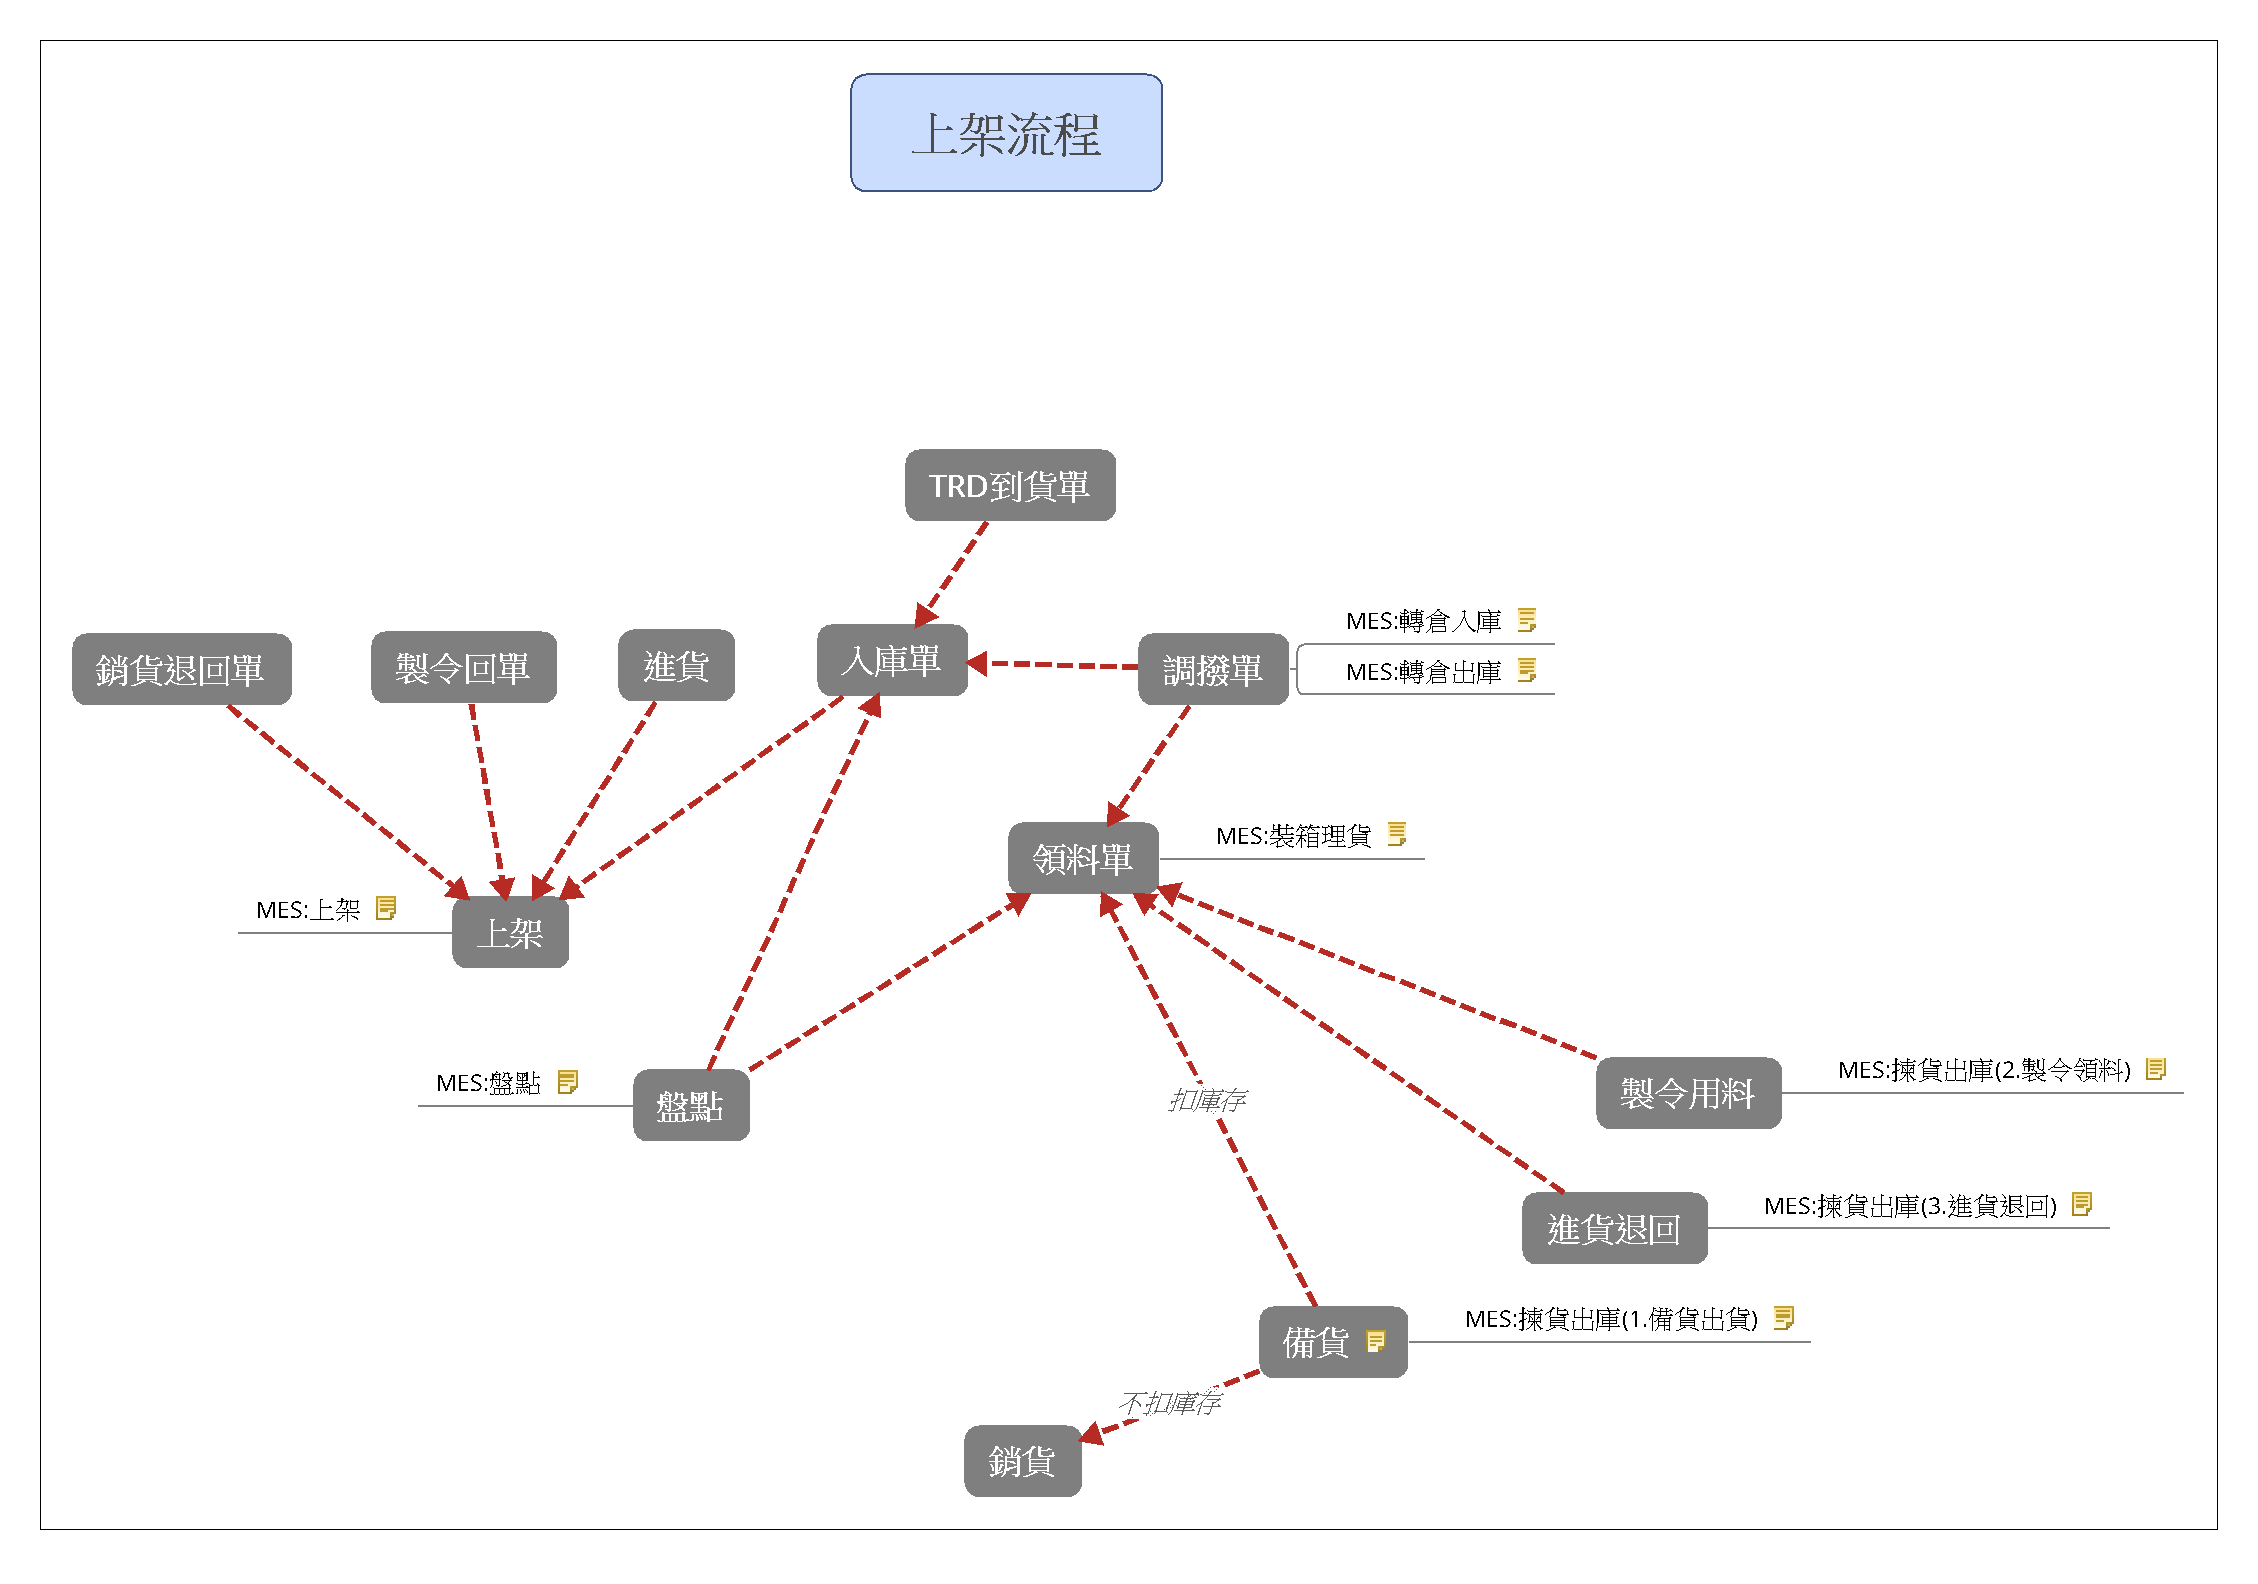 上架流程
TRD到貨單
MES:轉倉入庫
銷貨退回單
製令回單
進貨
入庫單
調撥單
MES:轉倉出庫
MES:裝箱理貨
領料單
MES:上架
上架
MES:盤點
盤點
扣庫存
製令用料
MES:揀貨出庫(2.製令領料)
進貨退回
MES:揀貨出庫(3.進貨退回)
備貨
MES:揀貨出庫(1.備貨出貨)
不扣庫存
銷貨